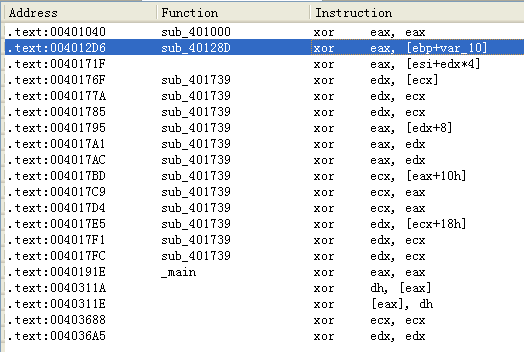 Address Function Instruction
.text:00401040 sub_401000 xor eax, eax
.text:004012D6 sub_40128D xor eax, [ebp+var_10]
.text:0040171F xor eax, [esi+edx*4]
.text:0040176F sub_401739 xor edx, [ecx]
.text:0040177A sub_401739 xor edx, ecx
.text:00401785 sub_401739 xor edx, ecx
.text:00401795 sub_401739 xor eax, [edx+8]
.text:004017A1 sub_401739 xor eax, edx
.text:004017AC sub_401739 xor eax, edx
.text:004017BD sub_401739 xor ecx, [eax+10h]
.text:004017C9 sub_401739 xor ecx, eax
.text:004017D4 sub_401739 xor ecx, eax
.text:004017E5 sub_401739 xor edx, [ecx+18h]
.text:004017F1 sub_401739 xor edx, ecx
.text:004017FC sub_401739 xor edx, ecx
.text:0040191E _main xor eax, eax
.text:0040311A xor dh, [eax]
.text:0040311E xor [eax], dh
.text:00403688 xor ecx, ecx
.text:004036A5 xor edx, edx